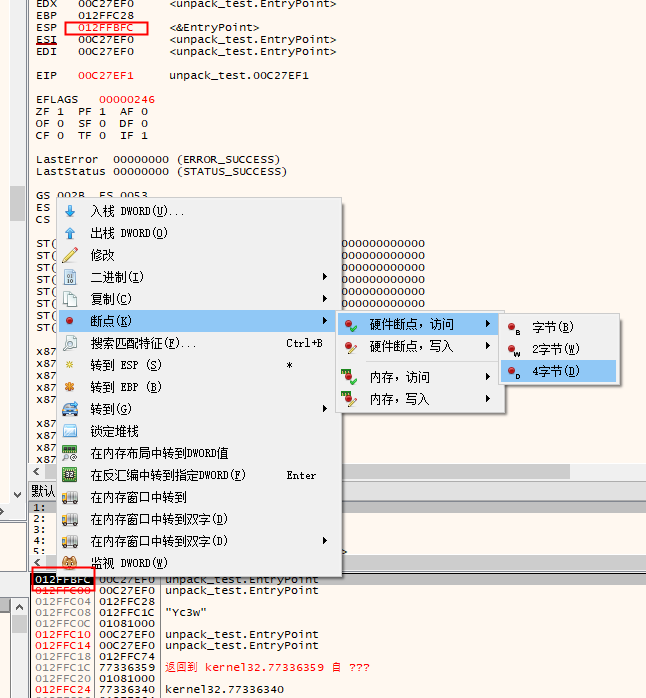 EDX 00C27EF0 <unpack_test.EntryPoint>
EBP 012FFC28
ESP 012FFBFC <&EntryPoint>
ESI 00C27EF0 <unpack_test.EntryPoint>
EDI 00C27EF0 <unpack_test.EntryPoint>
EIP 00C27EF1 unpack_test.00C27EF1
EFLAGS 00000246
ZF 1 PF 1 AF 0
OF 0 SF 0 DF 0
CF 0 TF 0 IF 1
LastError 00000000 (ERROR_SUCCESS)
LastStatus 00000000 (STATUS_SUCCESS)
GS 002B FS 0053
ES
CS
ST( 000000000000
ST( 000000000000
ST( 000000000000
ST( 000000000000
ST( 000000000000
ST( 000000000000
ST( 000000000000
ST( 000000000000
x87
x87
x87
x87
x87
x87
入栈 DWORD(U)...
出栈 DWORD(O)
修改
二进制(I)
复制(C)
断点(K)
搜索匹配特征(F)... Ctrl+B
转到 ESP (S) *
转到 EBP (B)
转到(G)
锁定堆栈
在内存布局中转到DWORD值
在反汇编中转到指定DWORD(F) Enter
在内存窗口中转到
在内存窗口中转到双字(D)
在内存窗口中转到双字(D)
监视 DWORD(W)
硬件断点，访问
硬件断点，写入
内存，访问
内存，写入
字节(B)
2字节(W)
4字节(D)
默认
1:
2:
3:
4:
5:
012FFBFC 00C27EF0 unpack_test.EntryPoint
012FFC00 00C27EF0 unpack_test.EntryPoint
012FFC04 012FFC28
012FFC08 012FFC1C "Yc3w"
012FFC0C 01081000
012FFC10 00C27EF0 unpack_test.EntryPoint
012FFC14 00C27EF0 unpack_test.EntryPoint
012FFC18 012FFC74
012FFC1C 77336359 返回到 kernel32.77336359 自 ???
012FFC20 01081000
012FFC24 77336340 kernel32.77336340